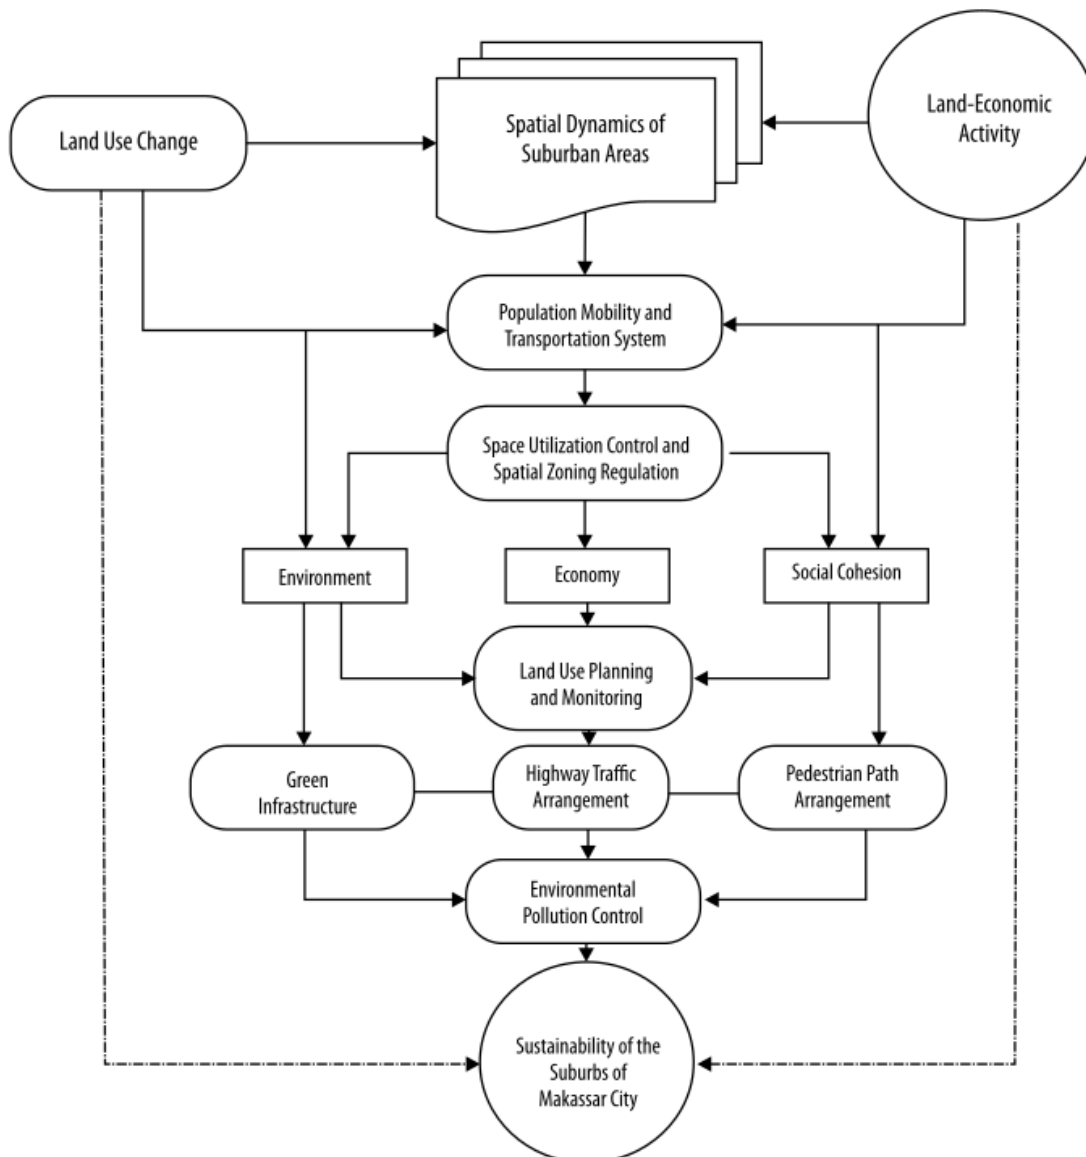 Land Use Change
Spatial Dynamics of
Suburban Areas
Land-Economic
Activity
Population Mobility and
Transportation System
Space Utilization Control and
Spatial Zoning Regulation
Environment
Economy
Social Cohesion
Land Use Planning
and Monitoring
Green
Infrastructure
Highway Traffic
Arrangement
Pedestrian Path
Arrangement
Environmental
Pollution Control
Sustainability of the
Suburbs of
Makassar City